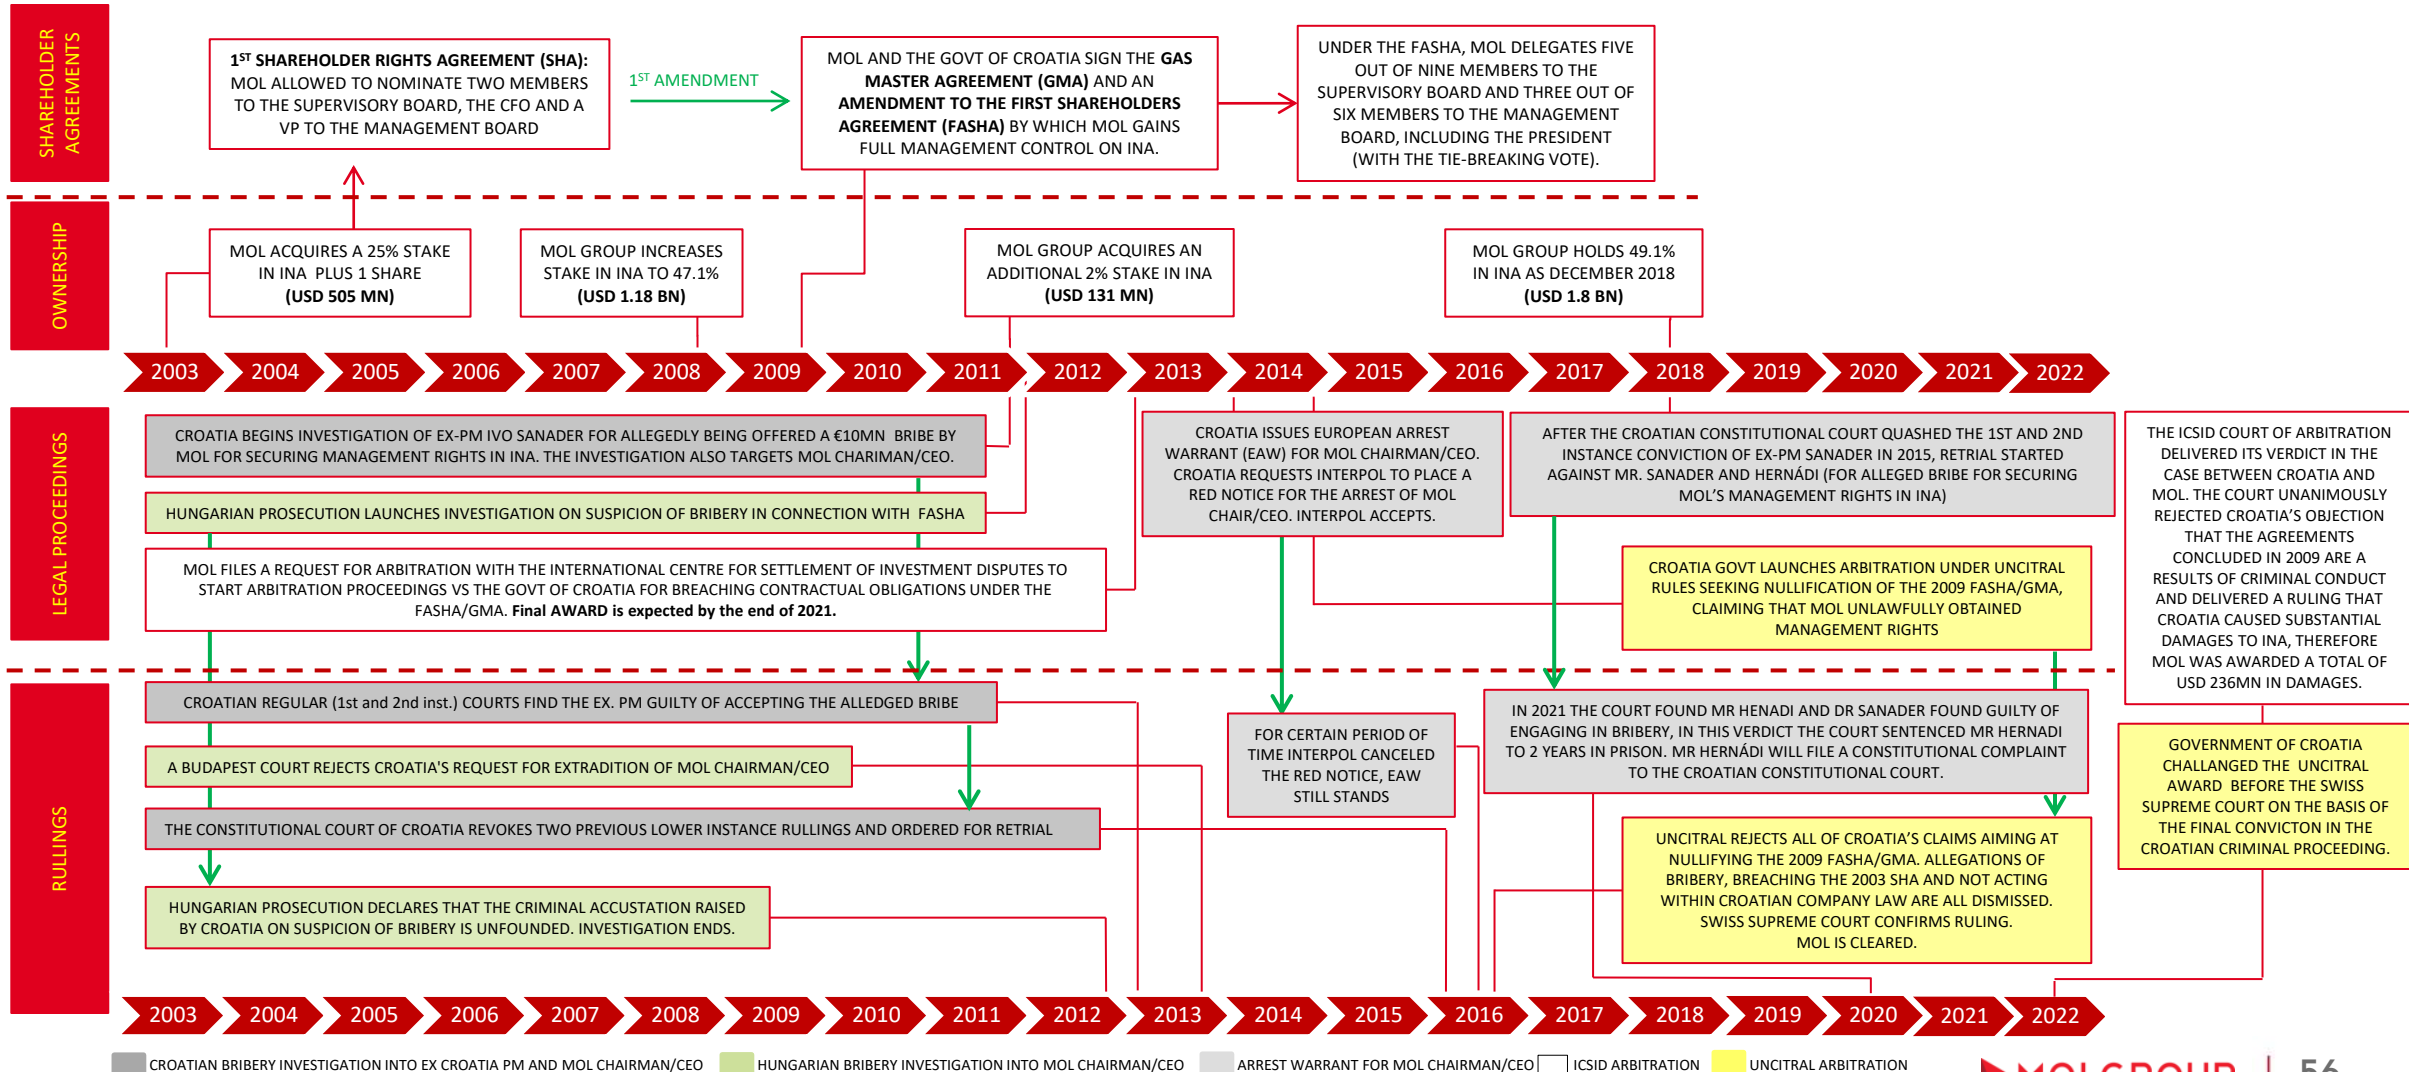 SHAREHOLDER
AGREEMENTS
1ST SHAREHOLDER RIGHTS AGREEMENT (SHA):
MOL ALLOWED TO NOMINATE TWO MEMBERS
TO THE SUPERVISORY BOARD, THE CFO AND A
VP TO THE MANAGEMENT BOARD
1ST AMENDMENT
MOL AND THE GOVT OF CROATIA SIGN THE GAS
MASTER AGREEMENT (GMA) AND AN
AMENDMENT TO THE FIRST SHAREHOLDERS
AGREEMENT (FASHA) BY WHICH MOL GAINS
FULL MANAGEMENT CONTROL ON INA.
UNDER THE FASHA, MOL DELEGATES FIVE
OUT OF NINE MEMBERS TO THE
SUPERVISORY BOARD AND THREE OUT OF
SIX MEMBERS TO THE MANAGEMENT
BOARD, INCLUDING THE PRESIDENT
(WITH THE TIE-BREAKING VOTE).
OWNERSHIP
MOL ACQUIRES A 25% STAKE
IN INA PLUS 1 SHARE
(USD 505 MN)
MOL GROUP INCREASES
STAKE IN INA TO 47.1%
(USD 1.18 BN)
MOL GROUP ACQUIRES AN
ADDITIONAL 2% STAKE IN INA
(USD 131 MN)
MOL GROUP HOLDS 49.1%
IN INA AS DECEMBER 2018
(USD 1.8 BN)
2003 2004 2005 2006 2007 2008 2009 2010 2011 2012 2013 2014 2015 2016 2017 2018 2019 2020 2021 2022
LEGAL PROCEEDINGS
CROATIA BEGINS INVESTIGATION OF EX-PM IVO SANADER FOR ALLEGEDLY BEING OFFERED A €10MN BRIBE BY
MOL FOR SECURING MANAGEMENT RIGHTS IN INA. THE INVESTIGATION ALSO TARGETS MOL CHARIMAN/CEO.
HUNGARIAN PROSECUTION LAUNCHES INVESTIGATION ON SUSPICION OF BRIBERY IN CONNECTION WITH FASHA
MOL FILES A REQUEST FOR ARBITRATION WITH THE INTERNATIONAL CENTRE FOR SETTLEMENT OF INVESTMENT DISPUTES TO
START ARBITRATION PROCEEDINGS VS THE GOVT OF CROATIA FOR BREACHING CONTRACTUAL OBLIGATIONS UNDER THE
FASHA/GMA. Final AWARD is expected by the end of 2021.
CROATIA ISSUES EUROPEAN ARREST
WARRANT (EAW) FOR MOL CHAIRMAN/CEO.
CROATIA REQUESTS INTERPOL TO PLACE A
RED NOTICE FOR THE ARREST OF MOL
CHAIR/CEO. INTERPOL ACCEPTS.
AFTER THE CROATIAN CONSTITUTIONAL COURT QUASHED THE 1ST AND 2ND
INSTANCE CONVICTION OF EX-PM SANADER IN 2015, RETRIAL STARTED
AGAINST MR. SANADER AND HERNÁDI (FOR ALLEGED BRIBE FOR SECURING
MOL'S MANAGEMENT RIGHTS IN INA)
CROATIA GOVT LAUNCHES ARBITRATION UNDER UNCITRAL
RULES SEEKING NULLIFICATION OF THE 2009 FASHA/GMA,
CLAIMING THAT MOL UNLAWFULLY OBTAINED
MANAGEMENT RIGHTS
THE ICSID COURT OF ARBITRATION
DELIVERED ITS VERDICT IN THE
CASE BETWEEN CROATIA AND
MOL. THE COURT UNANIMOUSLY
REJECTED CROATIA'S OBJECTION
THAT THE AGREEMENTS
CONCLUDED IN 2009 ARE A
RESULTS OF CRIMINAL CONDUCT
AND DELIVERED A RULING THAT
CROATIA CAUSED SUBSTANTIAL
DAMAGES TO INA, THEREFORE
MOL WAS AWARDED A TOTAL OF
USD 236MN IN DAMAGES.
RULLINGS
CROATIAN REGULAR (1st and 2nd inst.) COURTS FIND THE EX. PM GUILTY OF ACCEPTING THE ALLEDGED BRIBE
A BUDAPEST COURT REJECTS CROATIA'S REQUEST FOR EXTRADITION OF MOL CHAIRMAN/CEO
THE CONSTITUTIONAL COURT OF CROATIA REVOKES TWO PREVIOUS LOWER INSTANCE RULLINGS AND ORDERED FOR RETRIAL
HUNGARIAN PROSECUTION DECLARES THAT THE CRIMINAL ACCUSTATION RAISED
BY CROATIA ON SUSPICION OF BRIBERY IS UNFOUNDED. INVESTIGATION ENDS.
FOR CERTAIN PERIOD OF
TIME INTERPOL CANCELED
THE RED NOTICE, EAW
STILL STANDS
IN 2021 THE COURT FOUND MR HENADI AND DR SANADER FOUND GUILTY OF
ENGAGING IN BRIBERY, IN THIS VERDICT THE COURT SENTENCED MR HERNADI
TO 2 YEARS IN PRISON. MR HERNÁDI WILL FILE A CONSTITUTIONAL COMPLAINT
TO THE CROATIAN CONSTITUTIONAL COURT.
UNCITRAL REJECTS ALL OF CROATIA'S CLAIMS AIMING AT
NULLIFYING THE 2009 FASHA/GMA. ALLEGATIONS OF
BRIBERY, BREACHING THE 2003 SHA AND NOT ACTING
WITHIN CROATIAN COMPANY LAW ARE ALL DISMISSED.
SWISS SUPREME COURT CONFIRMS RULING.
MOL IS CLEARED.
GOVERNMENT OF CROATIA
CHALLANGED THE UNCITRAL
AWARD BEFORE THE SWISS
SUPREME COURT ON THE BASIS OF
THE FINAL CONVICTON IN THE
CROATIAN CRIMINAL PROCEEDING.
2003 2004 2005 2006 2007 2008 2009 2010 2011 2012 2013 2014 2015 2016 2017 2018 2019 2020 2021 2022
CROATIAN BRIBERY INVESTIGATION INTO EX CROATIA PM AND MOL CHAIRMAN/CEO
HUNGARIAN BRIBERY INVESTIGATION INTO MOL CHAIRMAN/CEO
ARREST WARRANT FOR MOL CHAIRMAN/CEO
ICSID ARBITRATION
UNCITRAL ARBITRATION
MOLGROUP 56